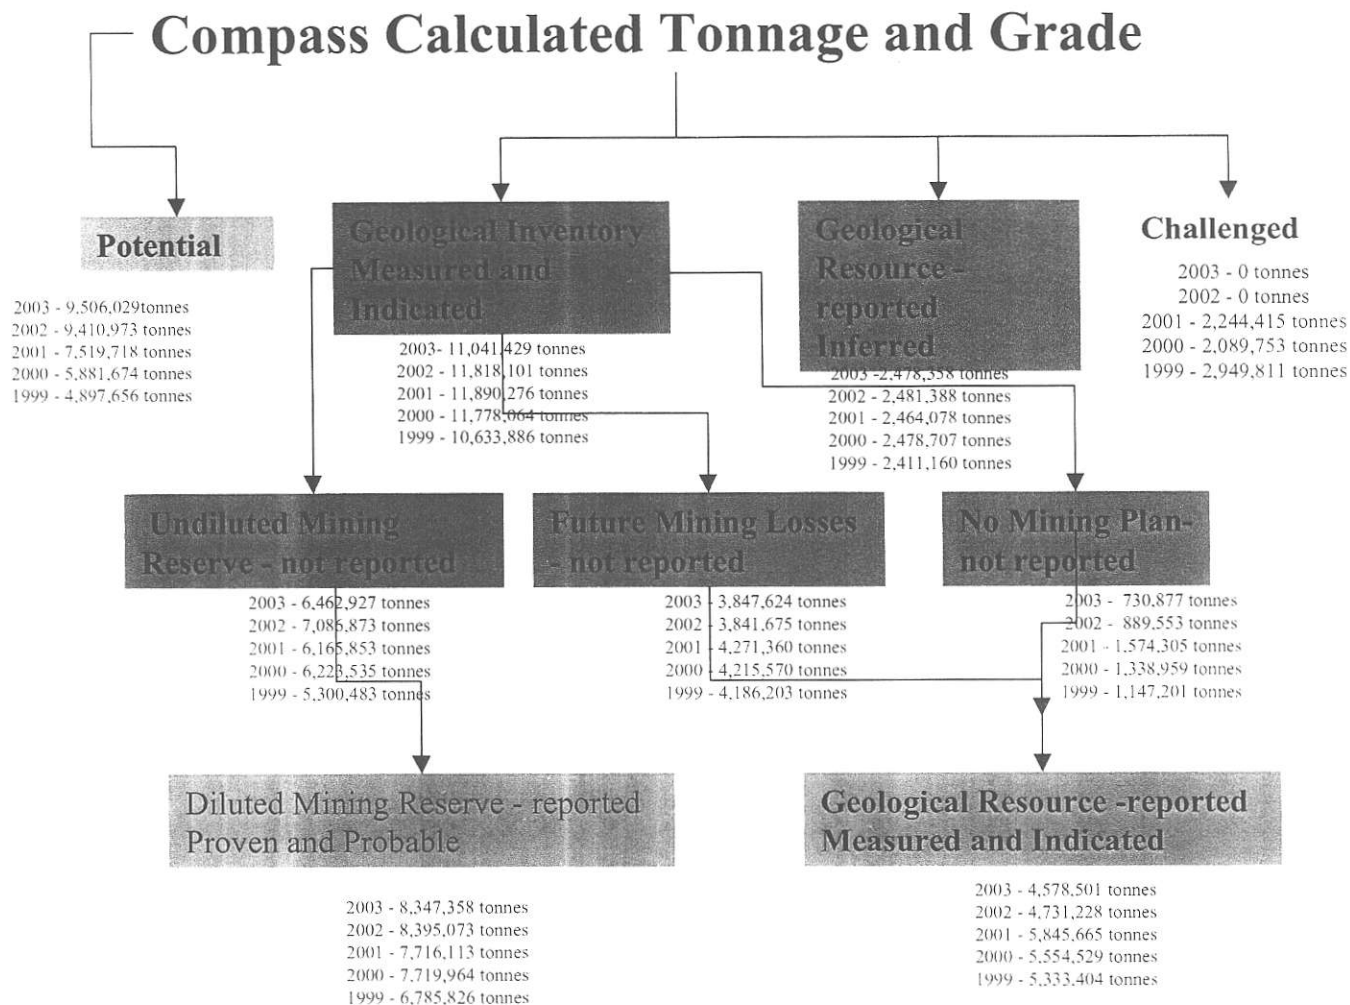 Compass Calculated Tonnage and Grade
Potential
2003 - 9,506,029tonnes
2002 - 9,410,973 tonnes
2001 - 7,519,718 tonnes
2000 - 5,881,674 tonnes
1999 - 4,897,656 tonnes
Geological Inventory
Measured and
Indicated
2003- 11,041,429 tonnes
2002 - 11,818,101 tonnes
2001 - 11,890,276 tonnes
2000 - 11,778,064 tonnes
1999 - 10,633,886 tonnes
Geological
Resource -
reported
Inferred
2003 -2,478,358 tonnes
2002 - 2,481,388 tonnes
2001 - 2,464,078 tonnes
2000 - 2,478,707 tonnes
1999 - 2,411,160 tonnes
Challenged
2003 - 0 tonnes
2002 - 0 tonnes
2001 - 2,244,415 tonnes
2000 - 2,089,753 tonnes
1999 - 2,949,811 tonnes
Undiluted Mining
Reserve - not reported
2003 - 6,462,927 tonnes
2002 - 7,086,873 tonnes
2001 - 6,165,853 tonnes
2000 - 6,223,535 tonnes
1999 - 5,300,483 tonnes
Future Mining Losses
- not reported
2003 - 3,847,624 tonnes
2002 - 3,841,675 tonnes
2001 - 4,271,360 tonnes
2000 - 4,215,570 tonnes
1999 - 4,186,203 tonnes
No Mining Plan-
not reported
2003 - 730,877 tonnes
2002 - 889,553 tonnes
2001 - 1,574,305 tonnes
2000 - 1,338,959 tonnes
1999 - 1,147,201 tonnes
Diluted Mining Reserve - reported
Proven and Probable
2003 - 8,347,358 tonnes
2002 - 8,395,073 tonnes
2001 - 7,716,113 tonnes
2000 - 7,719,964 tonnes
1999 - 6,785,826 tonnes
Geological Resource -reported
Measured and Indicated
2003 - 4,578,501 tonnes
2002 - 4,731,228 tonnes
2001 - 5,845,665 tonnes
2000 - 5,554,529 tonnes
1999 - 5,333,404 tonnes